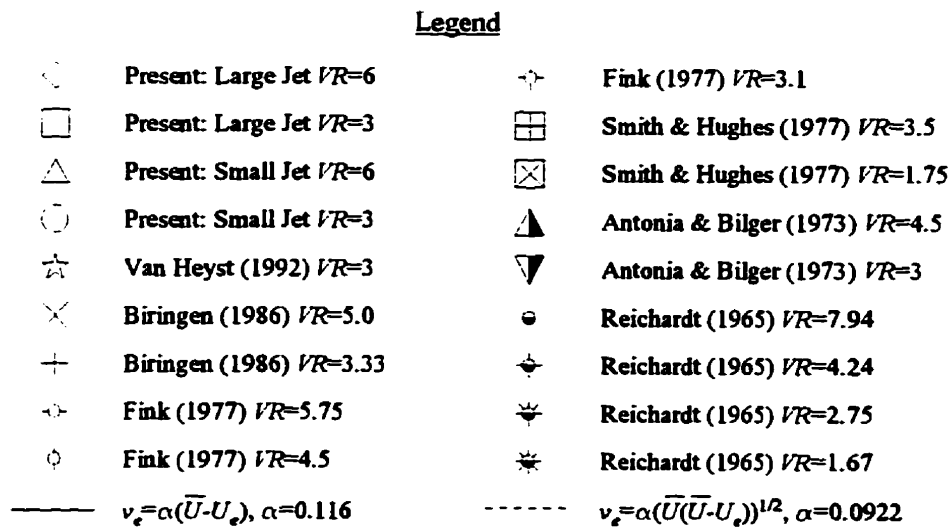 Legend
Present: Large Jet VR=6
Present: Large Jet VR=3
Present: Small Jet VR=6
Present: Small Jet VR=3
Van Heyst (1992) VR=3
Biringen (1986) VR=5.0
Biringen (1986) VR=3.33
Fink (1977) VR=5.75
Fink (1977) VR=4.5
vₑ=α(U̅-Uₑ), α=0.116
Fink (1977) VR=3.1
Smith & Hughes (1977) VR=3.5
Smith & Hughes (1977) VR=1.75
Antonia & Bilger (1973) VR=4.5
Antonia & Bilger (1973) VR=3
Reichardt (1965) VR=7.94
Reichardt (1965) VR=4.24
Reichardt (1965) VR=2.75
Reichardt (1965) VR=1.67
vₑ=α(U̅(U̅-Uₑ))¹ᐟ², α=0.0922